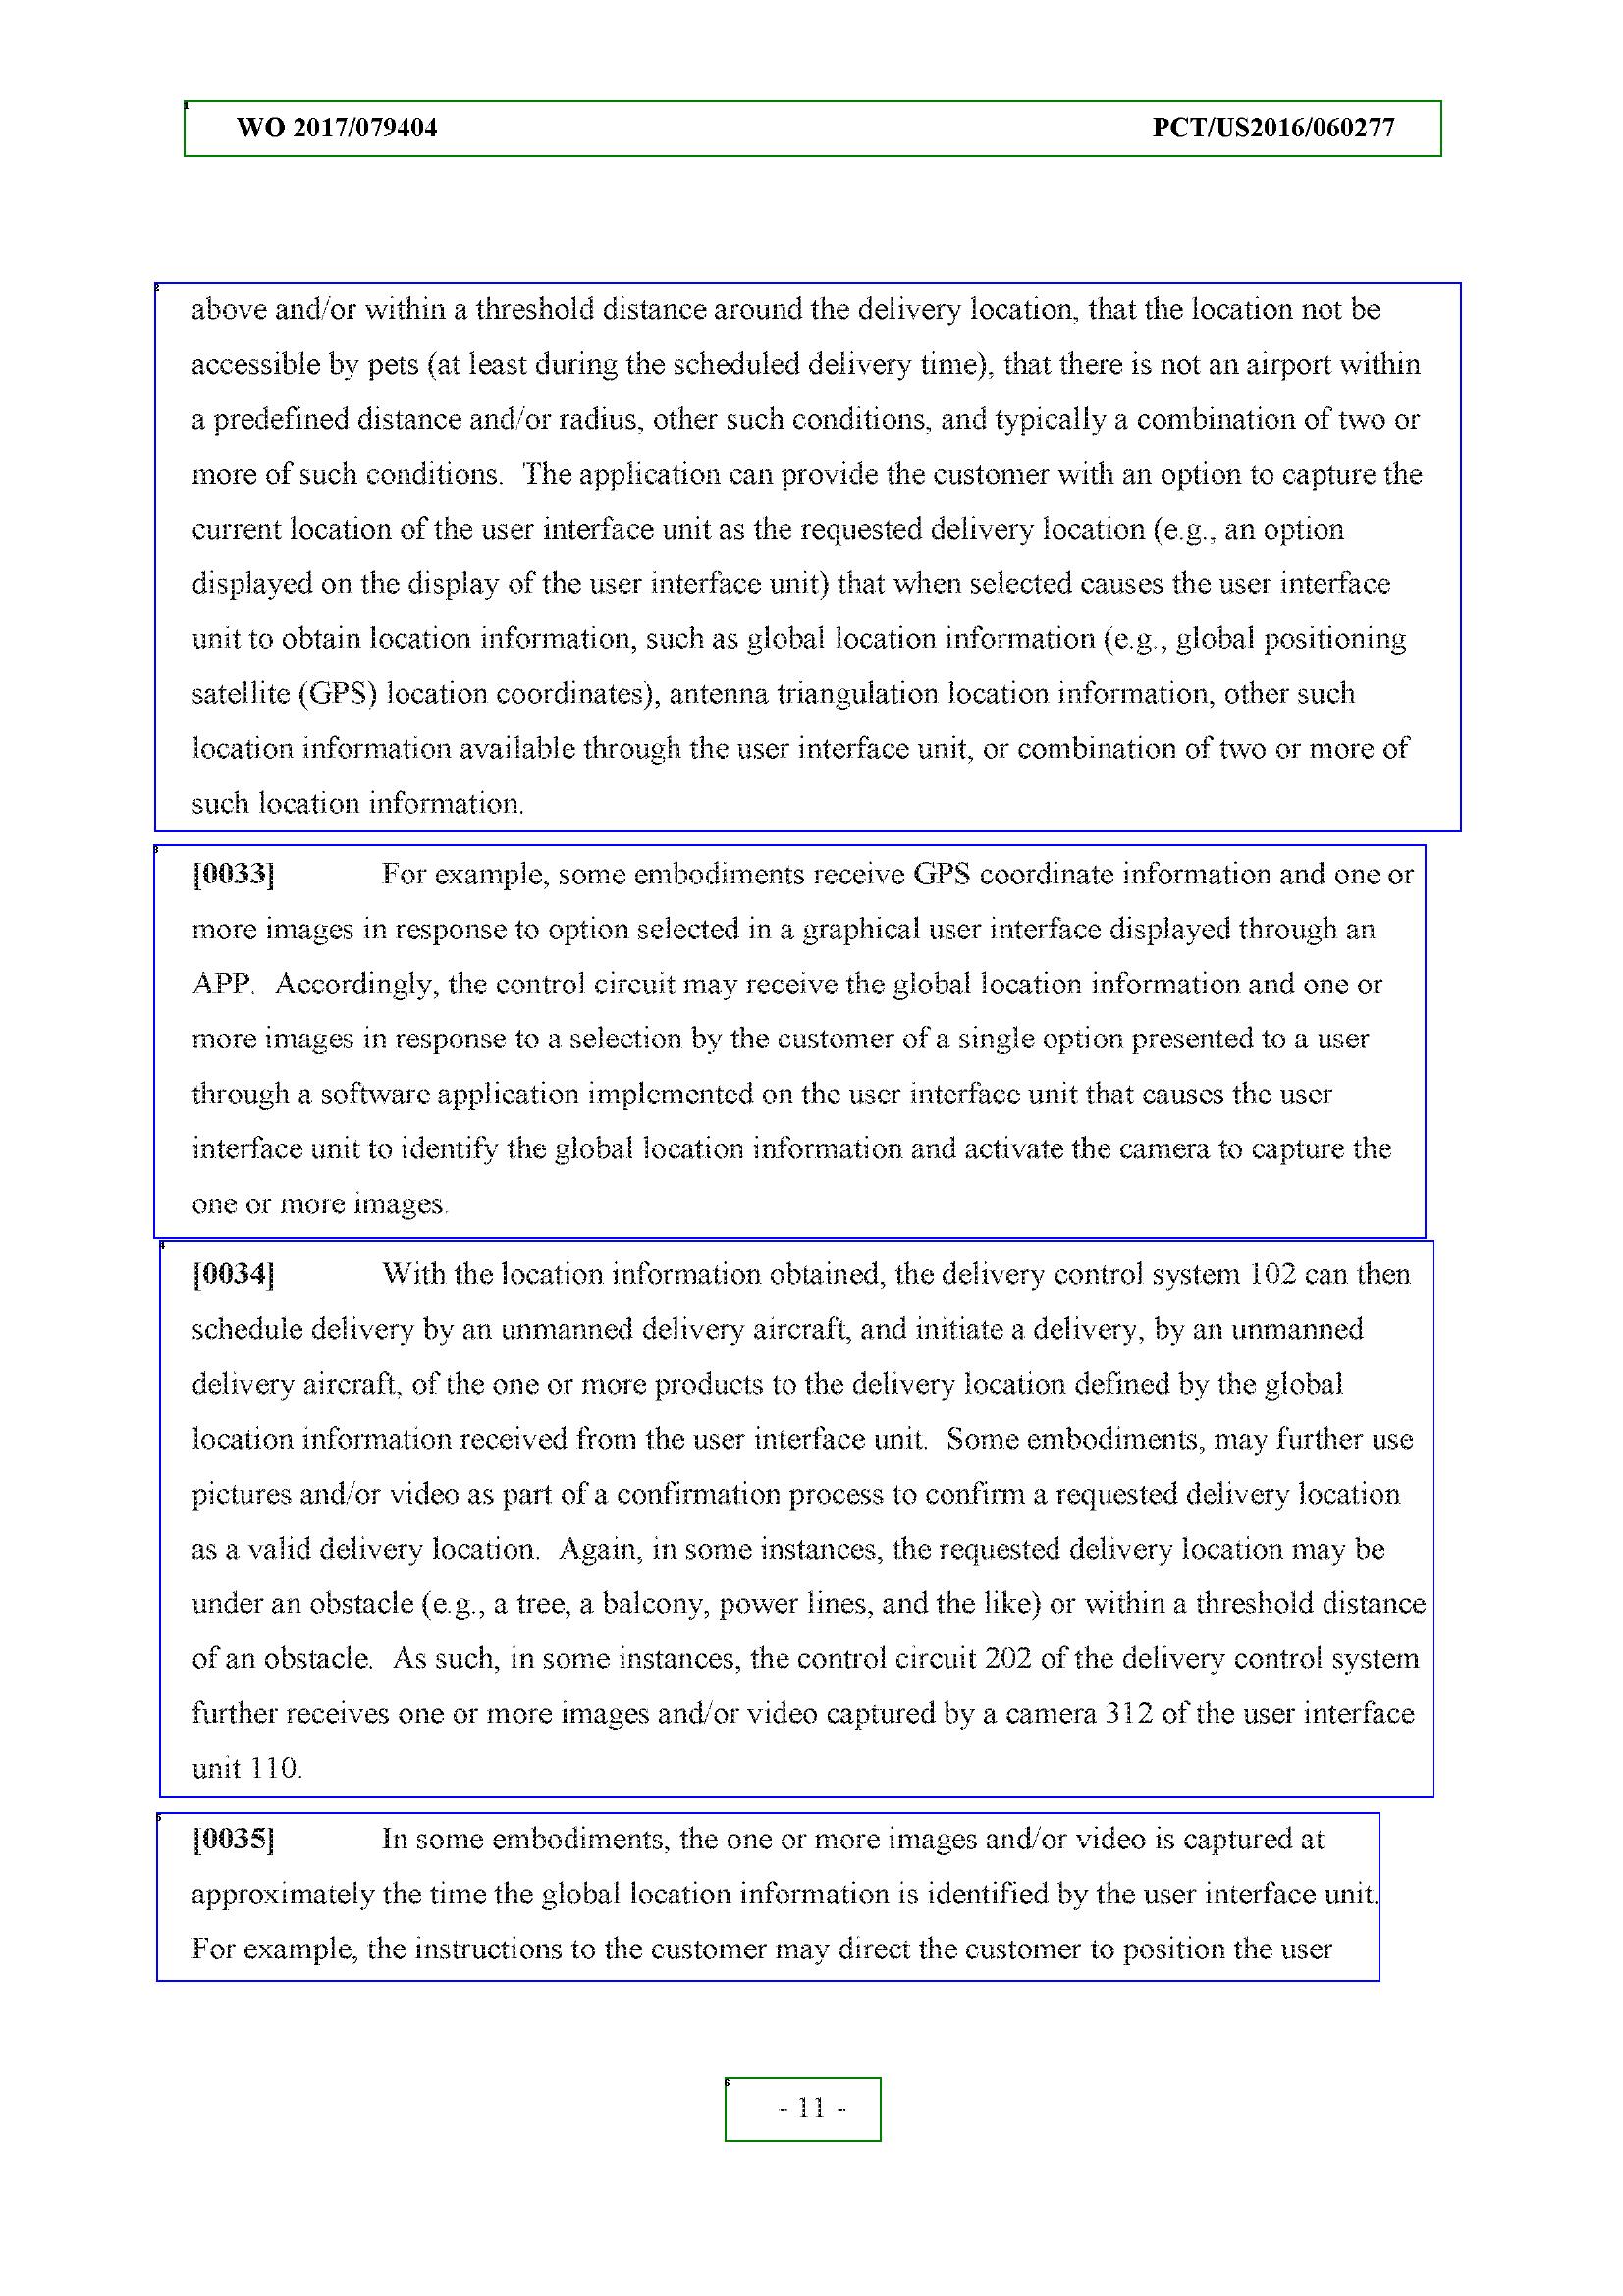 WO 2017/079404 PCT/US2016/060277
above and/or within a threshold distance around the delivery location, that the location not be
accessible by pets (at least during the scheduled delivery time), that there is not an airport within
a predefined distance and/or radius, other such conditions, and typically a combination of two or
more of such conditions. The application can provide the customer with an option to capture the
current location of the user interface unit as the requested delivery location (e.g., an option
displayed on the display of the user interface unit) that when selected causes the user interface
unit to obtain location information, such as global location information (e.g., global positioning
satellite (GPS) location coordinates), antenna triangulation location information, other such
location information available through the user interface unit, or combination of two or more of
such location information.
[0033] For example, some embodiments receive GPS coordinate information and one or
more images in response to option selected in a graphical user interface displayed through an
APP. Accordingly, the control circuit may receive the global location information and one or
more images in response to a selection by the customer of a single option presented to a user
through a software application implemented on the user interface unit that causes the user
interface unit to identify the global location information and activate the camera to capture the
one or more images.
[0034] With the location information obtained, the delivery control system 102 can then
schedule delivery by an unmanned delivery aircraft, and initiate a delivery, by an unmanned
delivery aircraft, of the one or more products to the delivery location defined by the global
location information received from the user interface unit. Some embodiments, may further use
pictures and/or video as part of a confirmation process to confirm a requested delivery location
as a valid delivery location. Again, in some instances, the requested delivery location may be
under an obstacle (e.g., a tree, a balcony, power lines, and the like) or within a threshold distance
of an obstacle. As such, in some instances, the control circuit 202 of the delivery control system
further receives one or more images and/or video captured by a camera 312 of the user interface
unit 110.
[0035] In some embodiments, the one or more images and/or video is captured at
approximately the time the global location information is identified by the user interface unit.
For example, the instructions to the customer may direct the customer to position the user
- 11 -